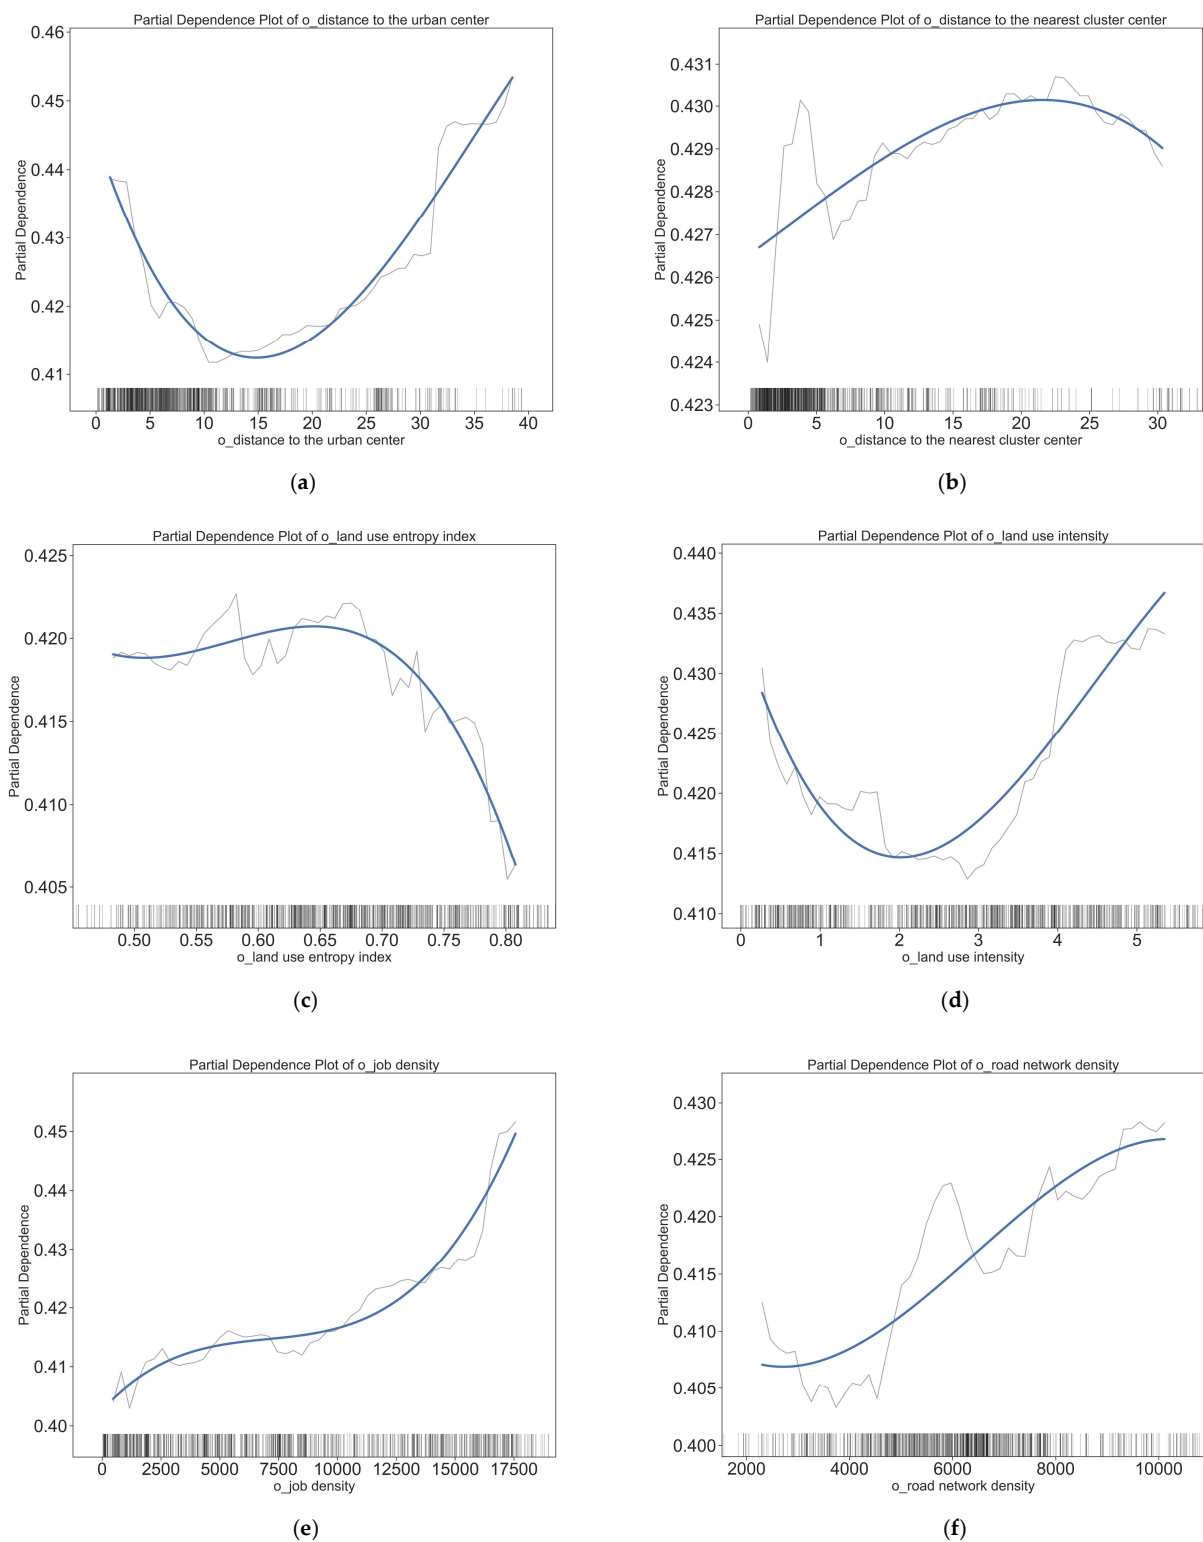 Partial Dependence Plot of o_distance to the urban center
0.46
0.45
0.44
0.43
0.42
0.41
Partial Dependence
0 5 10 15 20 25 30 35 40
o_distance to the urban center
(a)
Partial Dependence Plot of o_distance to the nearest cluster center
0.431
0.430
0.429
0.428
0.427
0.426
0.425
0.424
0.423
Partial Dependence
0 5 10 15 20 25 30
o_distance to the nearest cluster center
(b)
Partial Dependence Plot of o_land use entropy index
0.425
0.420
0.415
0.410
0.405
Partial Dependence
0.50 0.55 0.60 0.65 0.70 0.75 0.80
o_land use entropy index
(c)
Partial Dependence Plot of o_land use intensity
0.440
0.435
0.430
0.425
0.420
0.415
0.410
Partial Dependence
0 1 2 3 4 5
o_land use intensity
(d)
Partial Dependence Plot of o_job density
0.45
0.44
0.43
0.42
0.41
0.40
Partial Dependence
0 2500 5000 7500 10000 12500 15000 17500
o_job density
(e)
Partial Dependence Plot of o_road network density
0.430
0.425
0.420
0.415
0.410
0.405
0.400
Partial Dependence
2000 4000 6000 8000 10000
o_road network density
(f)